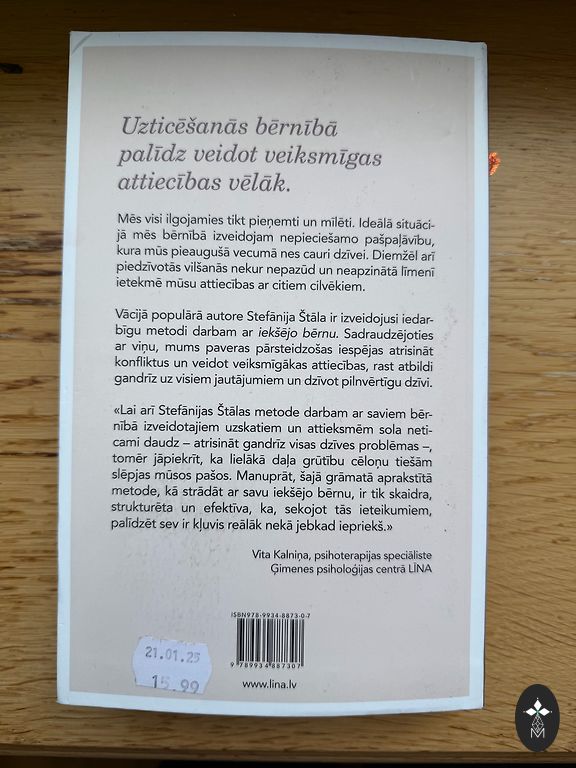 Uzticēšanās bērnībā
palīdz veidot veiksmīgas
attiecības vēlāk.
Mēs visi ilgojamies tikt pieņemti un mīlēti. Ideālā situāci-
jā mēs bērnībā izveidojam nepieciešamo pašpaļāvību,
kura mūs pieaugušā vecumā nes cauri dzīvei. Diemžēl arī
piedzīvotās vilšanās nekur nepazūd un neapzinātā līmenī
ietekmē mūsu attiecības ar citiem cilvēkiem.
Vācijā populārā autore Stefānija Štāla ir izveidojusi iedar-
bīgu metodi darbam ar iekšējo bērnu. Sadraudzējoties
ar viņu, mums paveras pārsteidzošas iespējas atrisināt
konfliktus un veidot veiksmīgākas attiecības, rast atbildi
gandrīz uz visiem jautājumiem un dzīvot pilnvērtīgu dzīvi.
«Lai arī Stefānijas Štālas metode darbam ar saviem bēr-
nībā izveidotajiem uzskatiem un attieksmēm sola neti-
cami daudz – atrisināt gandrīz visas dzīves problēmas –,
tomēr jāpiekrīt, ka lielākā daļa grūtību cēloņu tiešām
slēpjas mūsos pašos. Manuprāt, šajā grāmatā aprakstītā
metode, kā strādāt ar savu iekšējo bērnu, ir tik skaidra,
strukturēta un efektīva, ka, sekojot tās ieteikumiem,
palīdzēt sev ir kļuvis reālāk nekā jebkad iepriekš.»
Vita Kalniņa, psihoterapijas speciāliste
Ģimenes psiholoģijas centrā LĪNA
ISBN978-9934-8873-0-7
9 789934 887307
21.01.25
15.99
www.lina.lv
M